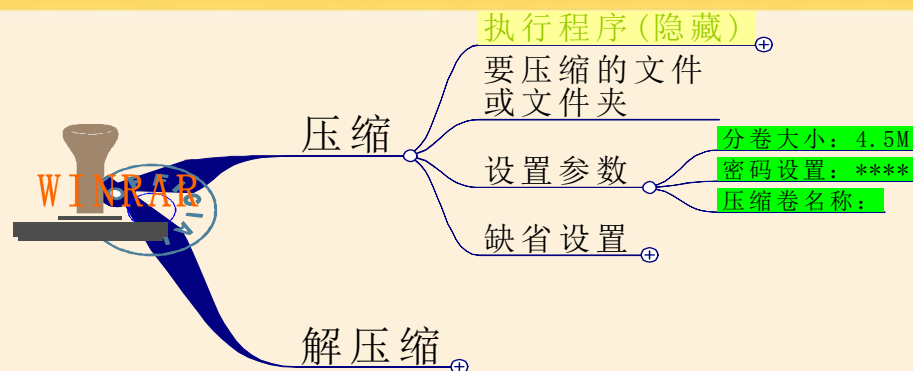 执行程序(隐藏)
要压缩的文件
或文件夹
压缩
分卷大小: 4.5M
设置参数
密码设置: ****
WINRAR
压缩卷名称:
缺省设置
解压缩